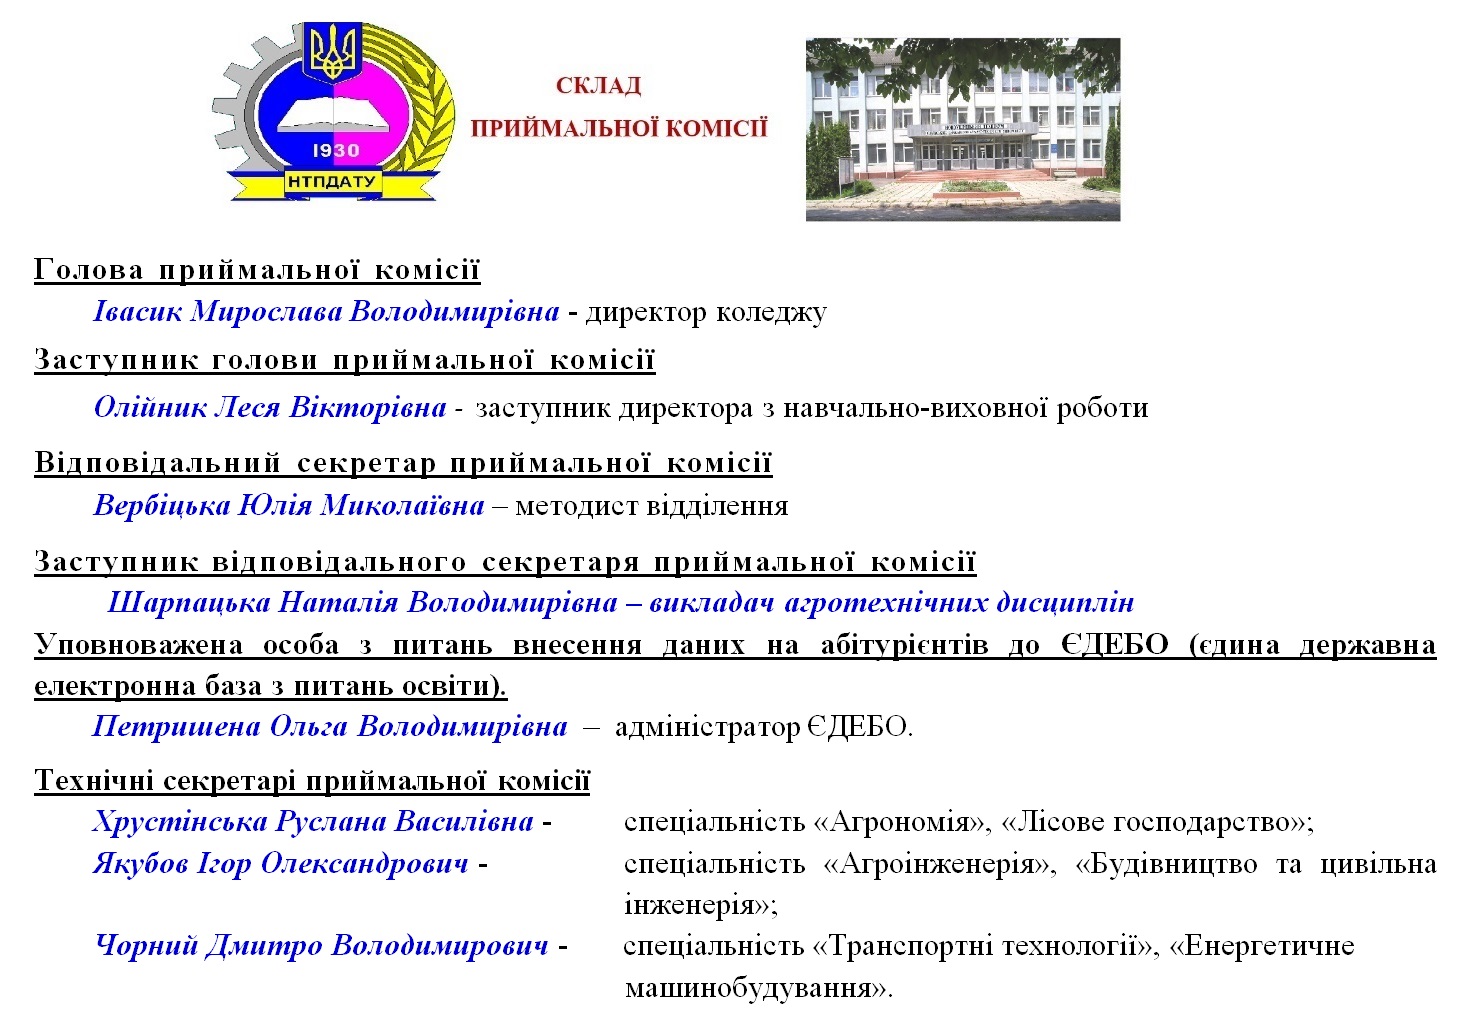 1930
НТПДАТУ
СКЛАД
ПРИЙМАЛЬНОЇ КОМІСІЇ
Голова приймальної комісії
Івасик Мирослава Володимирівна - директор коледжу
Заступник голови приймальної комісії
Олійник Леся Вікторівна - заступник директора з навчально-виховної роботи
Відповідальний секретар приймальної комісії
Вербіцька Юлія Миколаївна – методист відділення
Заступник відповідального секретаря приймальної комісії
Шарпацька Наталія Володимирівна – викладач агротехнічних дисциплін
Уповноважена особа з питань внесення даних на абітурієнтів до ЄДЕБО (єдина державна
електронна база з питань освіти).
Петришена Ольга Володимирівна – адміністратор ЄДЕБО.
Технічні секретарі приймальної комісії
Хрустінська Руслана Василівна - спеціальність «Агрономія», «Лісове господарство»;
Якубов Ігор Олександрович - спеціальність «Агроінженерія», «Будівництво та цивільна
інженерія»;
Чорний Дмитро Володимирович - спеціальність «Транспортні технології», «Енергетичне
машинобудування».